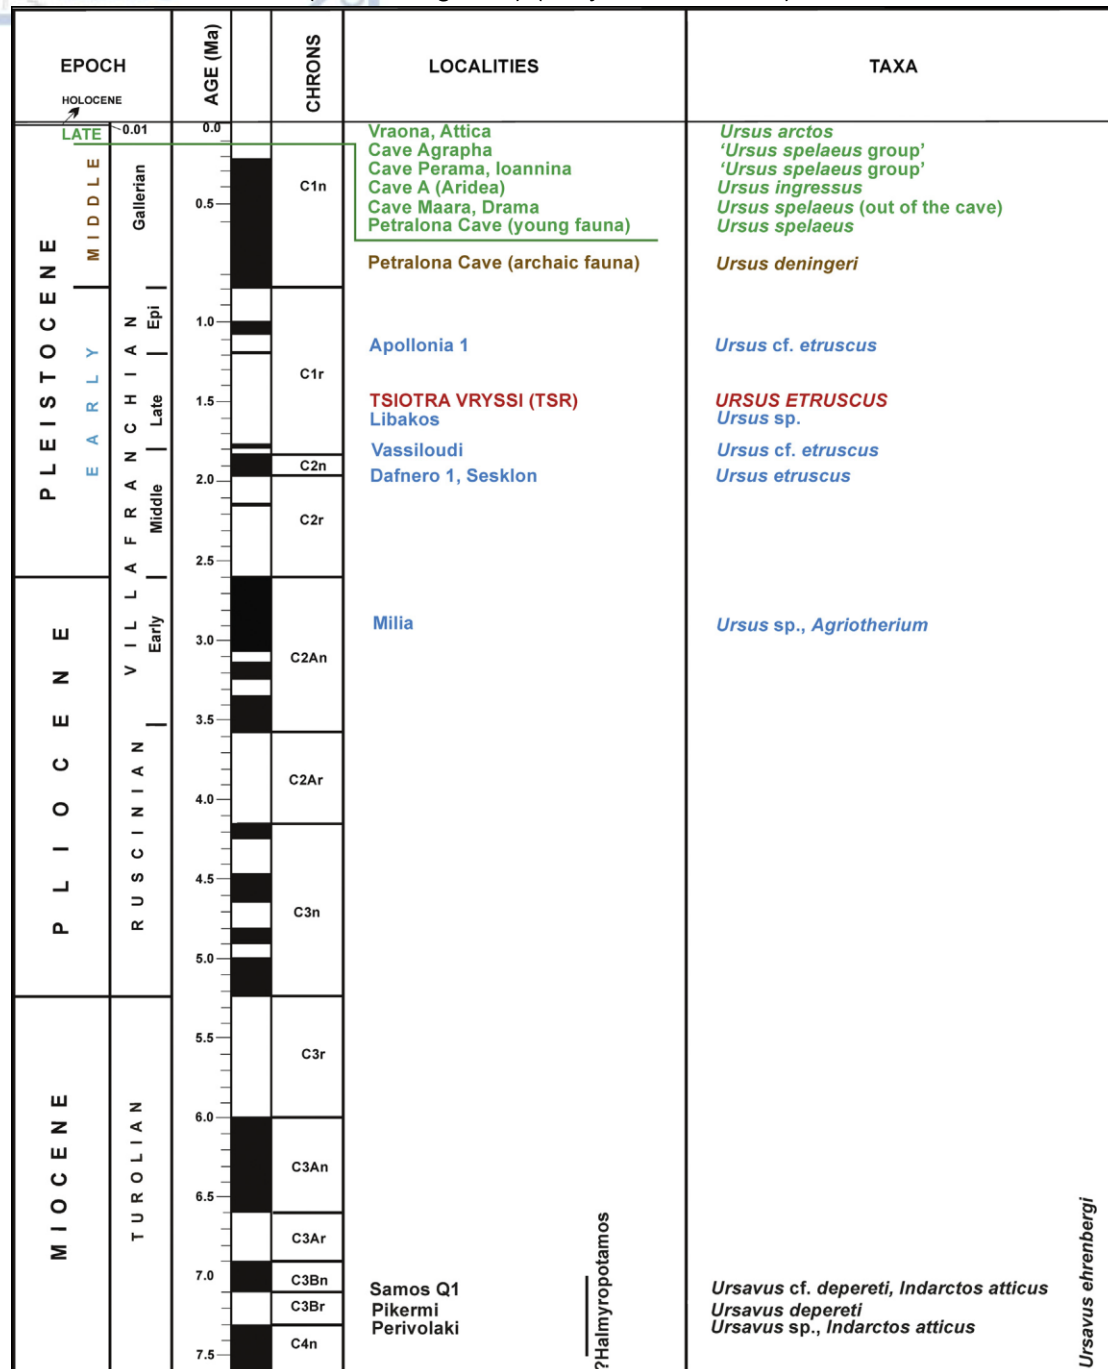 EPOCH
HOLOCENE
AGE (Ma)
CHRONS
LOCALITIES
TAXA
LATE
0.01
0.0
Vraona, Attica Ursus arctos
Cave Agrapha 'Ursus spelaeus group'
Cave Perama, Ioannina 'Ursus spelaeus group'
Cave A (Aridea) Ursus ingressus
Cave Maara, Drama Ursus spelaeus (out of the cave)
Petralona Cave (young fauna) Ursus spelaeus
Petralona Cave (archaic fauna) Ursus deningeri
Apollonia 1 Ursus cf. etruscus
TSIOTRA VRYSSI (TSR) URSUS ETRUSCUS
Libakos Ursus sp.
Vassiloudi Ursus cf. etruscus
Dafnero 1, Sesklon Ursus etruscus
Milia Ursus sp., Agriotherium
Samos Q1 Ursavus cf. depereti, Indarctos atticus
Pikermi Ursavus depereti
Perivolaki Ursavus sp., Indarctos atticus
?Halmyropotamos
Ursavus ehrenbergi
PLEISTOCENE
MIDDLE
EARLY
PLIOCENE
MIOCENE
Gallerian
VILLAFRANCHIAN
Epi
Late
Middle
Early
RUSCINIAN
TUROLIAN
0.5
1.0
1.5
2.0
2.5
3.0
3.5
4.0
4.5
5.0
5.5
6.0
6.5
7.0
7.5
C1n
C1r
C2n
C2r
C2An
C2Ar
C3n
C3r
C3An
C3Ar
C3Bn
C3Br
C4n